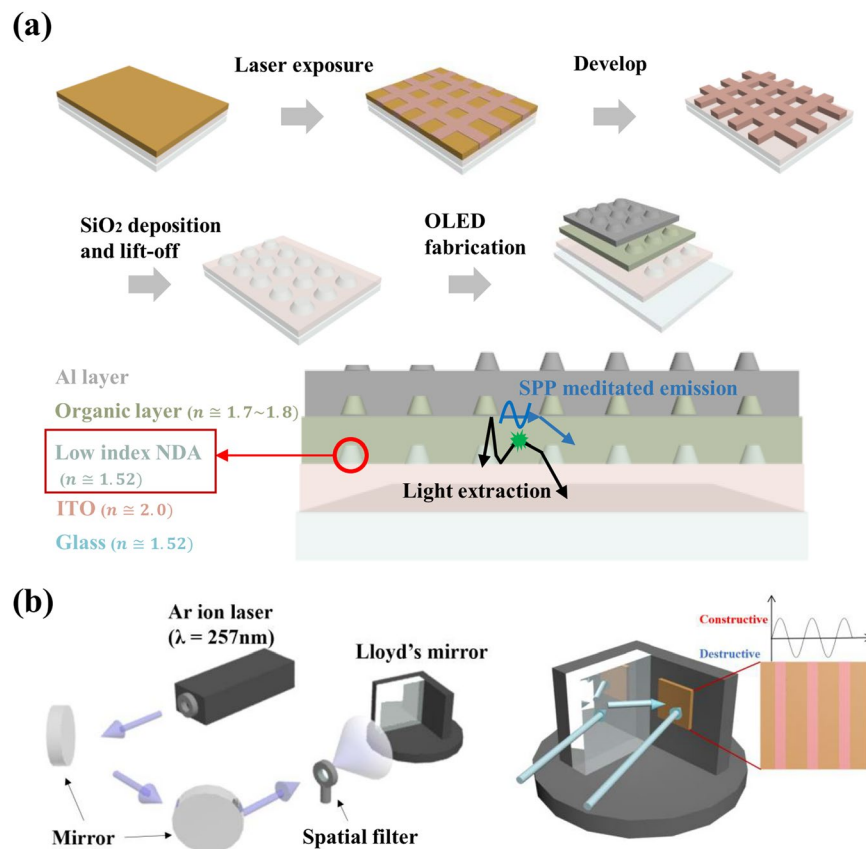 (a)
Laser exposure
Develop
SiO₂ deposition
and lift-off
OLED
fabrication
Al layer
SPP meditated emission
Organic layer (n ≅ 1.7~1.8)
Low index NDA
(n ≅ 1.52)
Light extraction
ITO (n ≅ 2.0)
Glass (n ≅ 1.52)
(b)
Ar ion laser
(λ = 257nm)
Lloyd's mirror
Constructive
Destructive
Mirror
Spatial filter